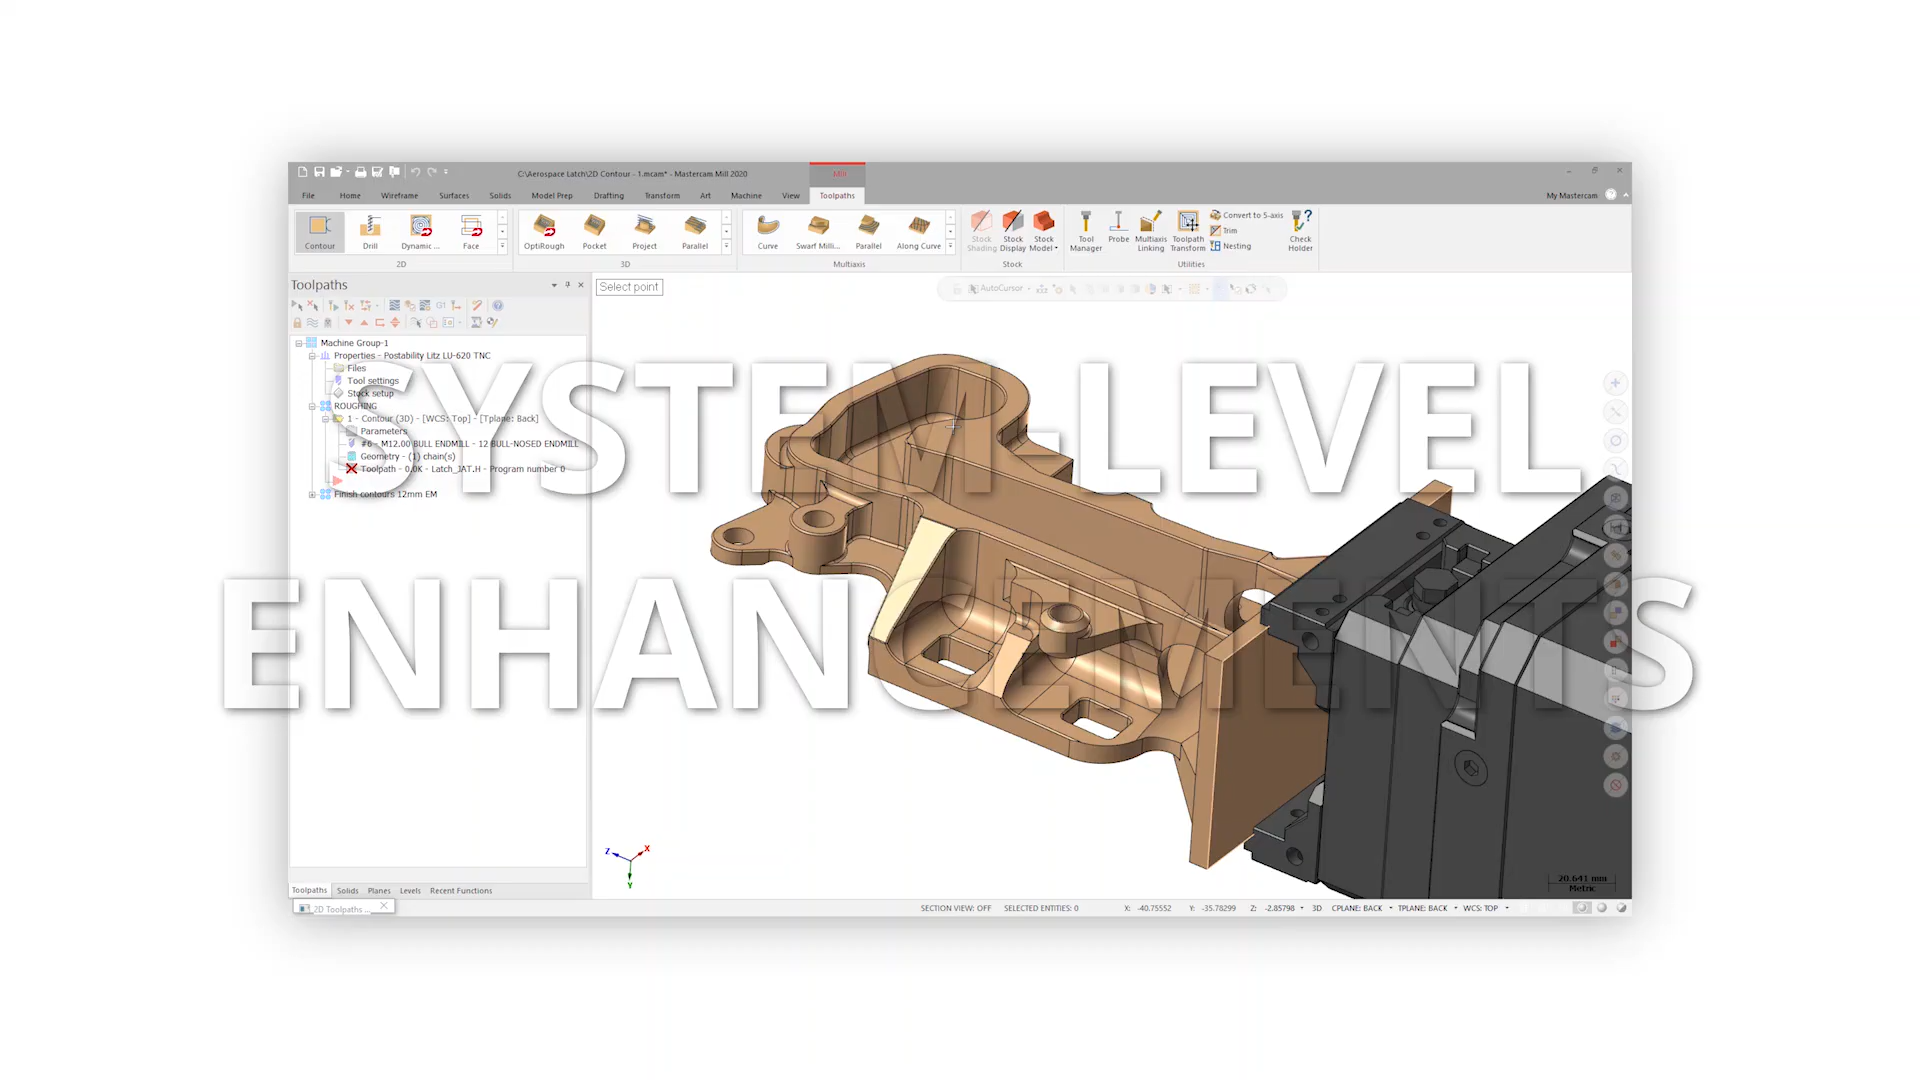 C:\Aerospace Latch\2D Contour - 1.mcam* - Mastercam Mill 2020
Mill
File Home Wireframe Surfaces Solids Model Prep Drafting Transform Art Machine View Toolpaths My Mastercam
Contour Drill Dynamic ... Face
2D
OptiRough Pocket Project Parallel
3D
Curve Swarf Milli... Parallel Along Curve
Multiaxis
Stock Shading
Stock Display
Stock Model
Stock
Tool Manager
Probe
Multiaxis Linking
Toolpath Transform
Convert to 5-axis
Trim
Nesting
Check Holder
Utilities
Toolpaths
Select point
AutoCursor
G1
Machine Group-1
Properties - Postability Litz LU-620 TNC
Files
Tool settings
Stock setup
ROUGHING
1 - Contour (3D) - [WCS: Top] - [Tplane: Back]
Parameters
#6 - M12.00 BULL ENDMILL - 12 BULL-NOSED ENDMILL
Geometry - (1) chain(s)
Toolpath - 0.0K - Latch_JAT.H - Program number 0
Finish contours 12mm EM
SYSTEM-LEVEL
ENHANCEMENTS
Z X
Y
20.641 mm
Metric
Toolpaths Solids Planes Levels Recent Functions
2D Toolpaths ...
SECTION VIEW: OFF SELECTED ENTITIES: 0 X: -40.75552 Y: -35.78299 Z: -2.85798 3D CPLANE: BACK TPLANE: BACK WCS: TOP